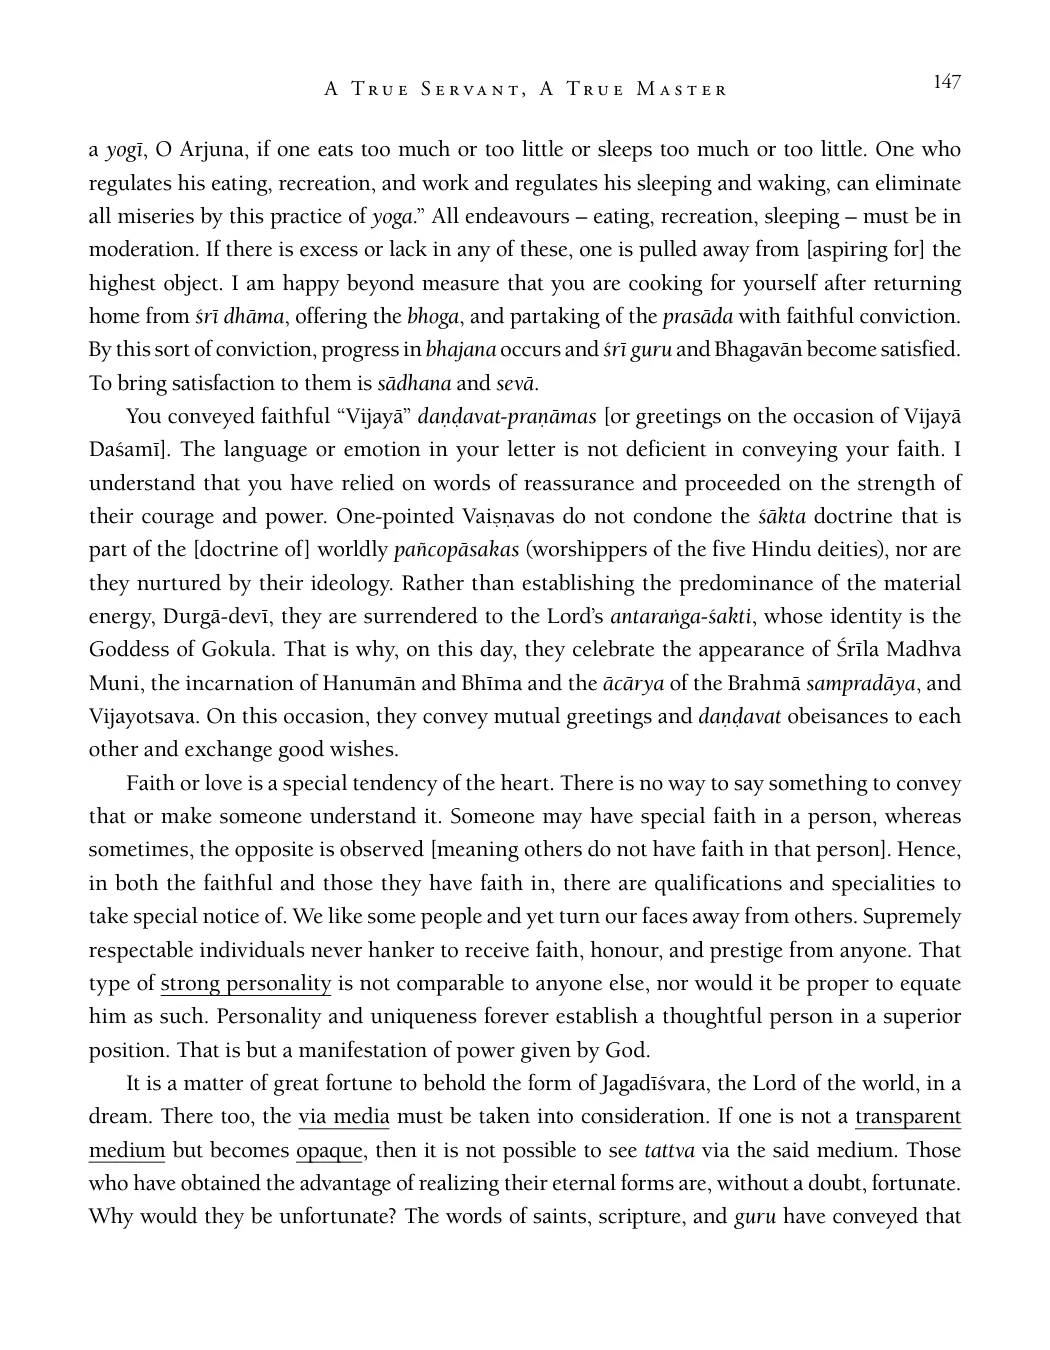 A True Servant, A True Master
147
a yogī, O Arjuna, if one eats too much or too little or sleeps too much or too little. One who
regulates his eating, recreation, and work and regulates his sleeping and waking, can eliminate
all miseries by this practice of yoga.” All endeavours – eating, recreation, sleeping – must be in
moderation. If there is excess or lack in any of these, one is pulled away from [aspiring for] the
highest object. I am happy beyond measure that you are cooking for yourself after returning
home from śrī dhāma, offering the bhoga, and partaking of the prasāda with faithful conviction.
By this sort of conviction, progress in bhajana occurs and śrī guru and Bhagavān become satisfied.
To bring satisfaction to them is sādhana and sevā.
You conveyed faithful “Vijayā” daṇḍavat-praṇāmas [or greetings on the occasion of Vijayā
Daśamī]. The language or emotion in your letter is not deficient in conveying your faith. I
understand that you have relied on words of reassurance and proceeded on the strength of
their courage and power. One-pointed Vaiṣṇavas do not condone the śākta doctrine that is
part of the [doctrine of] worldly pañcopāsakas (worshippers of the five Hindu deities), nor are
they nurtured by their ideology. Rather than establishing the predominance of the material
energy, Durgā-devī, they are surrendered to the Lord’s antaraṅga-śakti, whose identity is the
Goddess of Gokula. That is why, on this day, they celebrate the appearance of Śrīla Madhva
Muni, the incarnation of Hanumān and Bhīma and the ācārya of the Brahmā sampradāya, and
Vijayotsava. On this occasion, they convey mutual greetings and daṇḍavat obeisances to each
other and exchange good wishes.
Faith or love is a special tendency of the heart. There is no way to say something to convey
that or make someone understand it. Someone may have special faith in a person, whereas
sometimes, the opposite is observed [meaning others do not have faith in that person]. Hence,
in both the faithful and those they have faith in, there are qualifications and specialities to
take special notice of. We like some people and yet turn our faces away from others. Supremely
respectable individuals never hanker to receive faith, honour, and prestige from anyone. That
type of strong personality is not comparable to anyone else, nor would it be proper to equate
him as such. Personality and uniqueness forever establish a thoughtful person in a superior
position. That is but a manifestation of power given by God.
It is a matter of great fortune to behold the form of Jagadīśvara, the Lord of the world, in a
dream. There too, the via media must be taken into consideration. If one is not a transparent
medium but becomes opaque, then it is not possible to see tattva via the said medium. Those
who have obtained the advantage of realizing their eternal forms are, without a doubt, fortunate.
Why would they be unfortunate? The words of saints, scripture, and guru have conveyed that